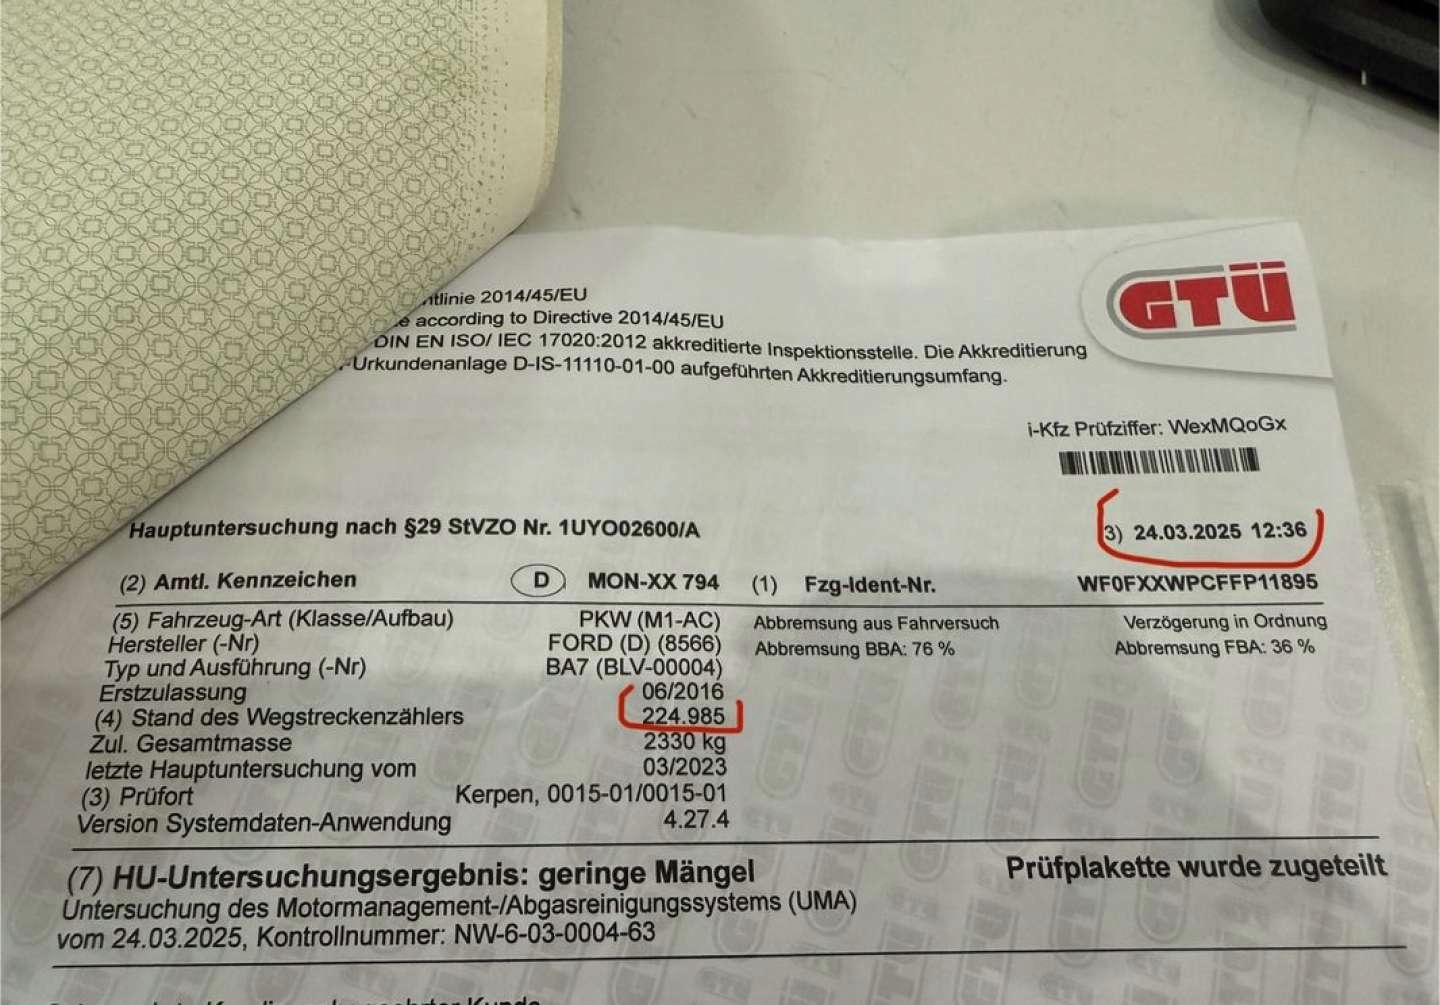 GTÜ
2014/45/EU
according to Directive 2014/45/EU
DIN EN ISO/ IEC 17020:2012 akkreditierte Inspektionsstelle. Die Akkreditierung
-Urkundenanlage D-IS-11110-01-00 aufgeführten Akkreditierungsumfang.
i-Kfz Prüfziffer: WexMQoGx
Hauptuntersuchung nach §29 StVZO Nr. 1UYO02600/A 3) 24.03.2025 12:36
(2) Amtl. Kennzeichen D MON-XX 794 (1) Fzg-Ident-Nr. WF0FXXWPCFFP11895
(5) Fahrzeug-Art (Klasse/Aufbau) PKW (M1-AC) Abbremsung aus Fahrversuch Verzögerung in Ordnung
Hersteller (-Nr) FORD (D) (8566) Abbremsung BBA: 76 % Abbremsung FBA: 36 %
Typ und Ausführung (-Nr) BA7 (BLV-00004)
Erstzulassung 06/2016
(4) Stand des Wegstreckenzählers 224.985
Zul. Gesamtmasse 2330 kg
letzte Hauptuntersuchung vom 03/2023
(3) Prüfort Kerpen, 0015-01/0015-01
Version Systemdaten-Anwendung 4.27.4
(7) HU-Untersuchungsergebnis: geringe Mängel Prüfplakette wurde zugeteilt
Untersuchung des Motormanagement-/Abgasreinigungssystems (UMA)
vom 24.03.2025, Kontrollnummer: NW-6-03-0004-63